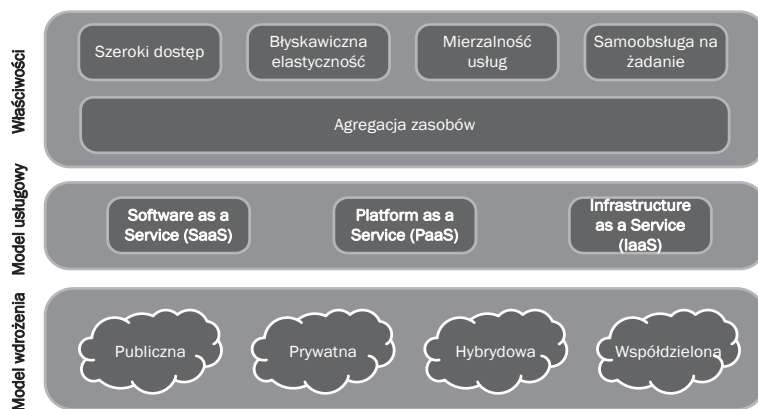 Właściwości
Szeroki dostęp
Błyskawiczna
elastyczność
Mierzalność
usług
Samoobsługa na
żądanie
Agregacja zasobów
Model usługowy
Software as a
Service (SaaS)
Platform as a
Service (PaaS)
Infrastructure
as a Service
(IaaS)
Model wdrożenia
Publiczna
Prywatna
Hybrydowa
Współdzielona